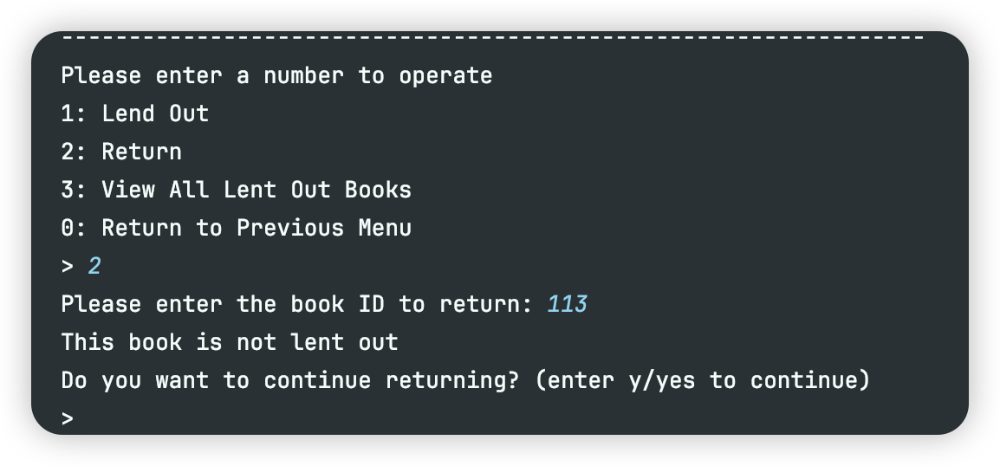 ----------------------------------------------------------------
Please enter a number to operate
1: Lend Out
2: Return
3: View All Lent Out Books
0: Return to Previous Menu
> 2
Please enter the book ID to return: 113
This book is not lent out
Do you want to continue returning? (enter y/yes to continue)
>